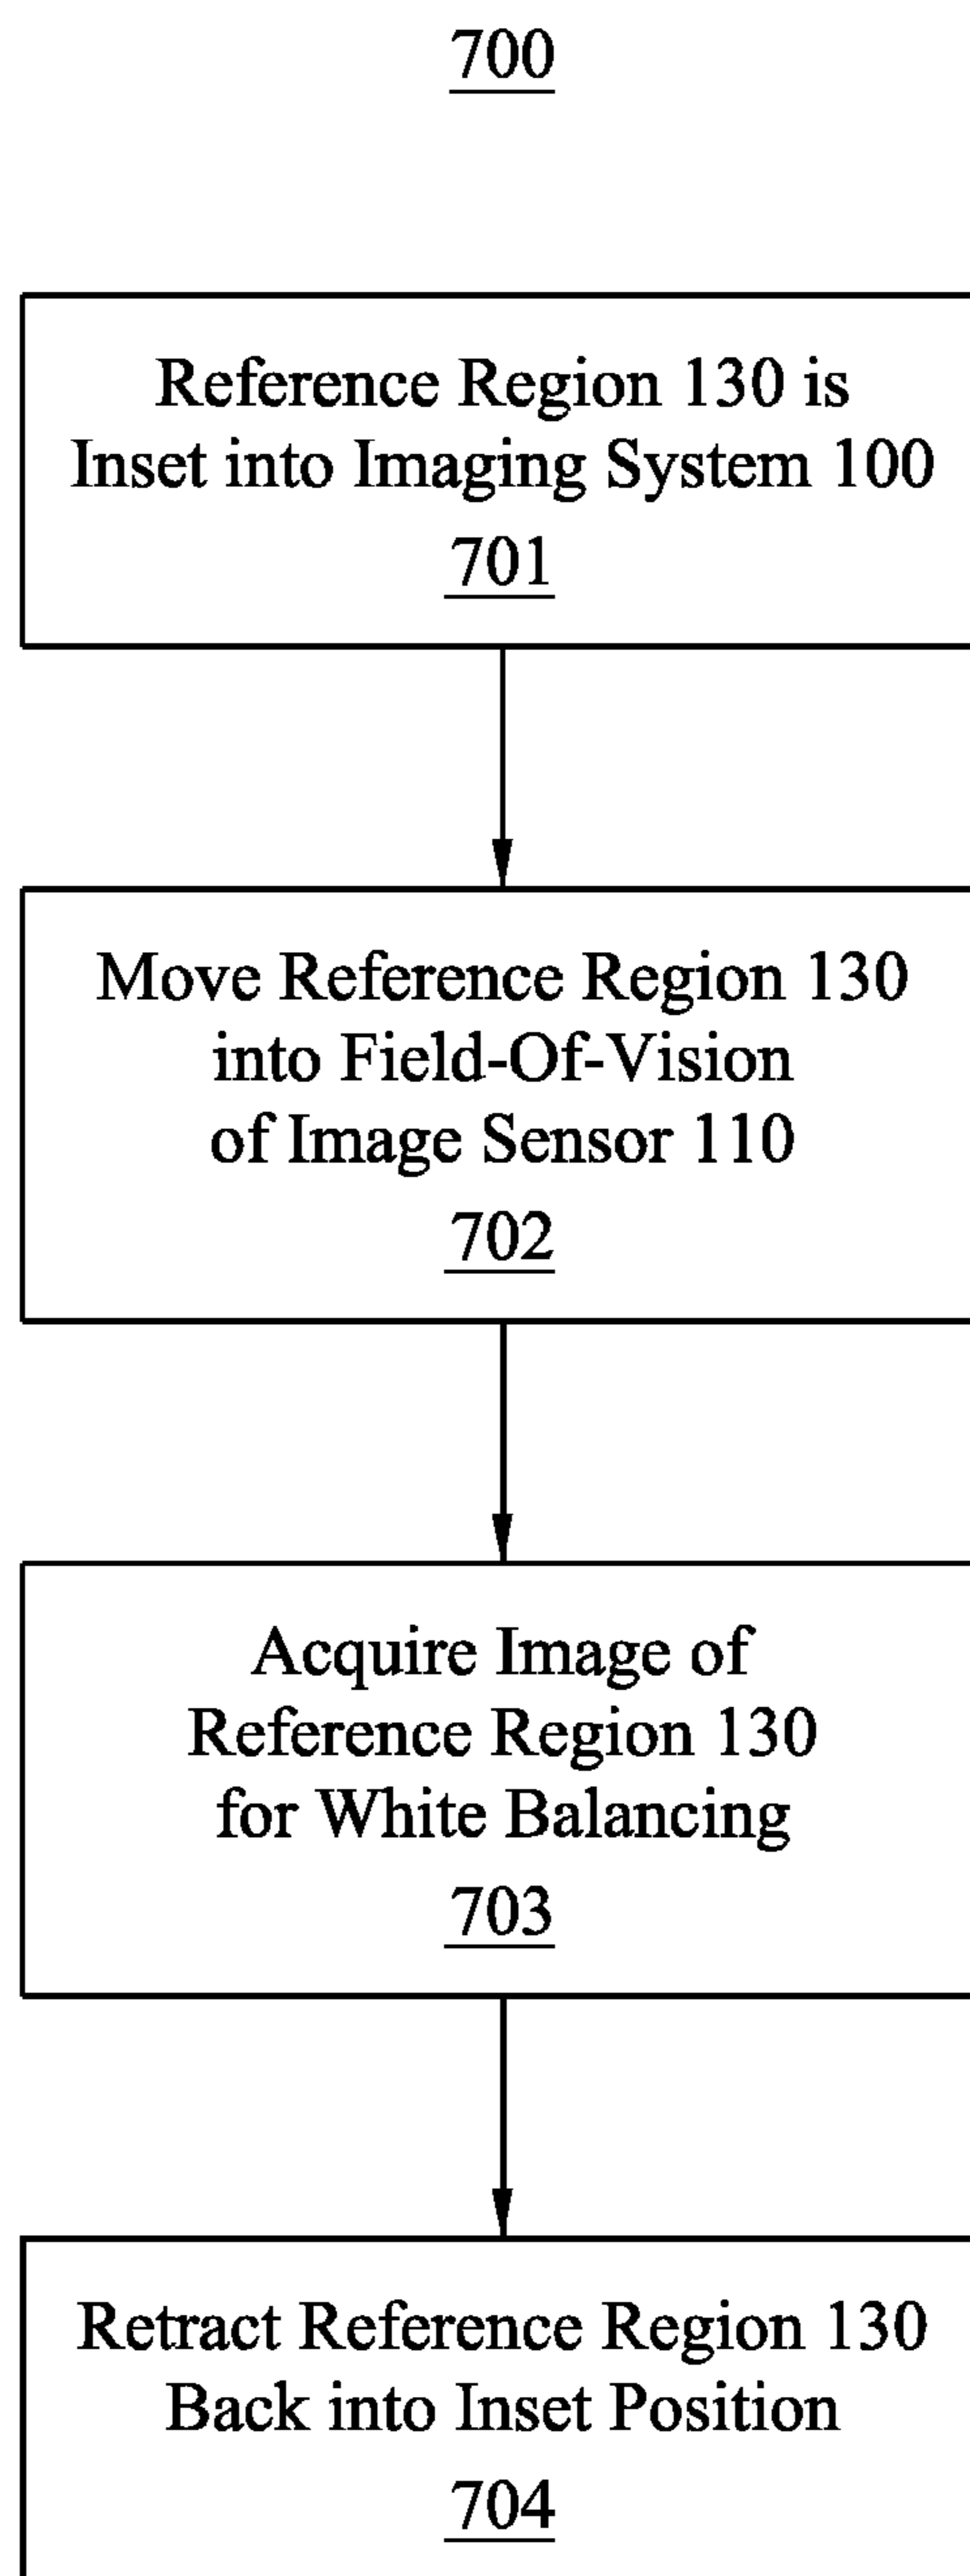 700
Reference Region 130 is
Inset into Imaging System 100
701
Move Reference Region 130
into Field-Of-Vision
of Image Sensor 110
702
Acquire Image of
Reference Region 130
for White Balancing
703
Retract Reference Region 130
Back into Inset Position
704